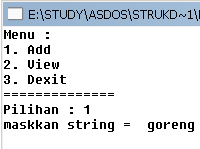 E:\STUDY\ASDOS\STRUKD~1\
Menu :
1. Add
2. View
3. Dexit
==============
Pilihan : 1
maskkan string =  goreng